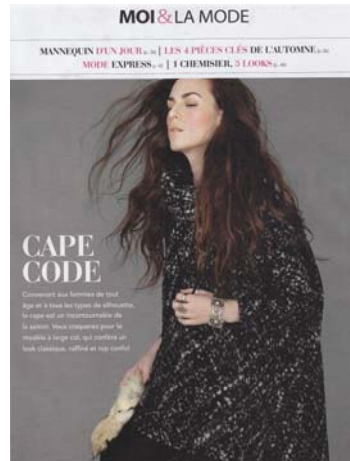 MOI & LA MODE
MANNEQUIN D'UN JOUR | LES 4 PIÈCES CLÉS DE L'AUTOMNE
MODE EXPRESS | 1 CHEMISIER, 3 LOOKS
CAPE
CODE
Convenant aux femmes de tout
âge et à tous les types de silhouette,
la cape est un incontournable de
la saison. Vous craquerez pour le
modèle à large col, qui confère un
look classique, raffiné et top confo!